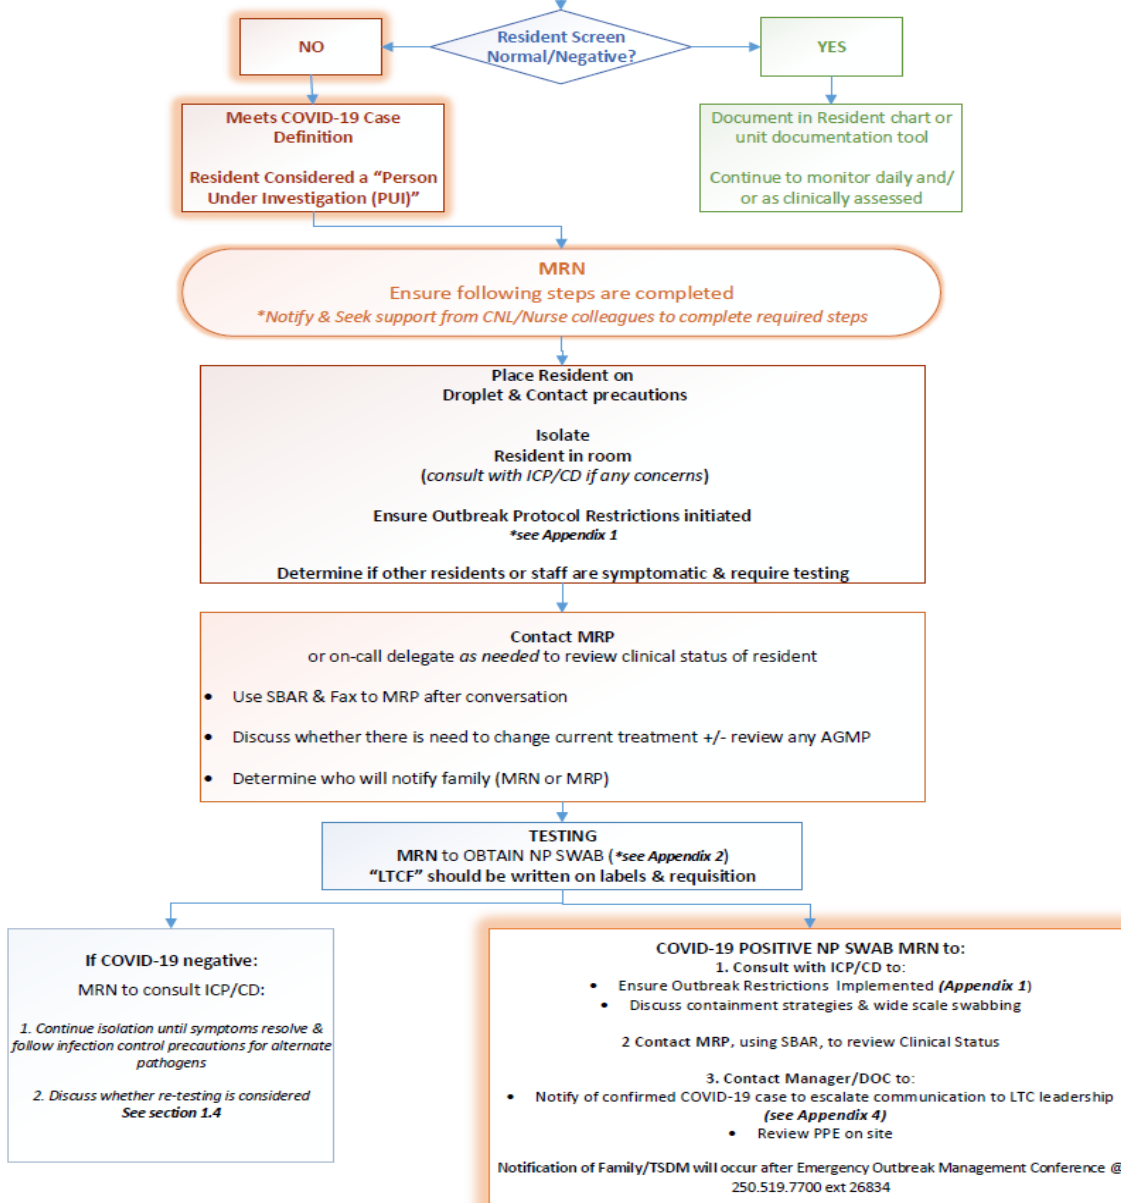 Resident Screen
Normal/Negative?
NO
YES
Meets COVID-19 Case
Definition
Resident Considered a “Person
Under Investigation (PUI)”
Document in Resident chart or
unit documentation tool
Continue to monitor daily and/
or as clinically assessed
MRN
Ensure following steps are completed
*Notify & Seek support from CNL/Nurse colleagues to complete required steps
Place Resident on
Droplet & Contact precautions
Isolate
Resident in room
(consult with ICP/CD if any concerns)
Ensure Outbreak Protocol Restrictions initiated
*see Appendix 1
Determine if other residents or staff are symptomatic & require testing
Contact MRP
or on-call delegate as needed to review clinical status of resident
• Use SBAR & Fax to MRP after conversation
• Discuss whether there is need to change current treatment +/- review any AGMP
• Determine who will notify family (MRN or MRP)
TESTING
MRN to OBTAIN NP SWAB (*see Appendix 2)
“LTCF” should be written on labels & requisition
If COVID-19 negative:
MRN to consult ICP/CD:
1. Continue isolation until symptoms resolve &
follow infection control precautions for alternate
pathogens
2. Discuss whether re-testing is considered
See section 1.4
COVID-19 POSITIVE NP SWAB MRN to:
1. Consult with ICP/CD to:
• Ensure Outbreak Restrictions Implemented (Appendix 1)
• Discuss containment strategies & wide scale swabbing
2 Contact MRP, using SBAR, to review Clinical Status
3. Contact Manager/DOC to:
• Notify of confirmed COVID-19 case to escalate communication to LTC leadership
(see Appendix 4)
• Review PPE on site
Notification of Family/TSDM will occur after Emergency Outbreak Management Conference @
250.519.7700 ext 26834